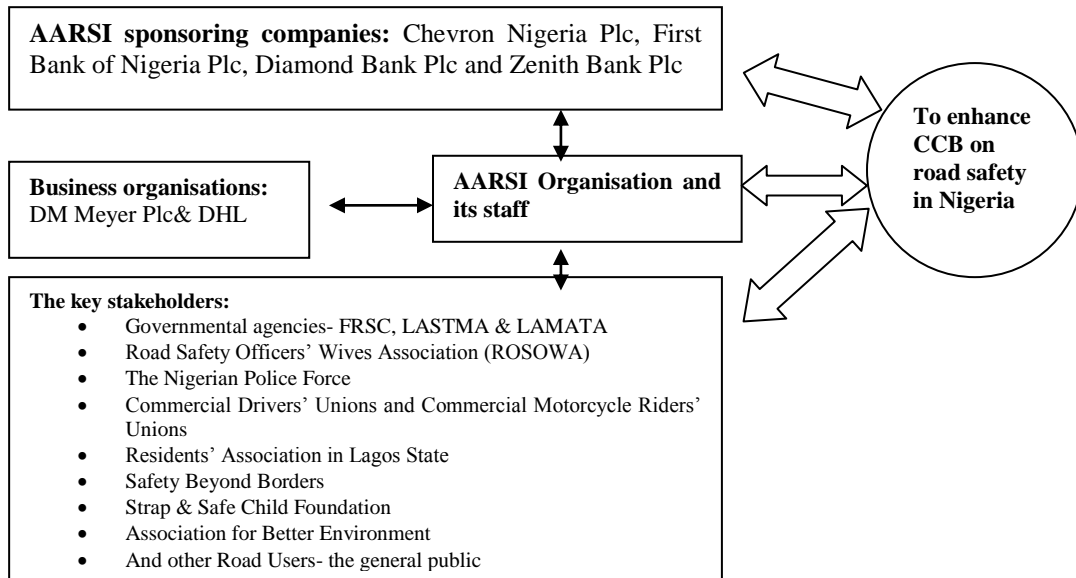 AARSI sponsoring companies: Chevron Nigeria Plc, First
Bank of Nigeria Plc, Diamond Bank Plc and Zenith Bank Plc
To enhance
CCB on
road safety
in Nigeria
Business organisations:
DM Meyer Plc& DHL
AARSI Organisation and
its staff
The key stakeholders:
• Governmental agencies- FRSC, LASTMA & LAMATA
• Road Safety Officers’ Wives Association (ROSOWA)
• The Nigerian Police Force
• Commercial Drivers’ Unions and Commercial Motorcycle Riders’
Unions
• Residents’ Association in Lagos State
• Safety Beyond Borders
• Strap & Safe Child Foundation
• Association for Better Environment
• And other Road Users- the general public